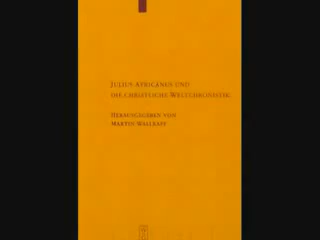 JULIUS AFRICANUS UND
DIE CHRISTLICHE WELTCHRONISTIK
HERAUSGEGEBEN VON
MARTIN WALLRAFF